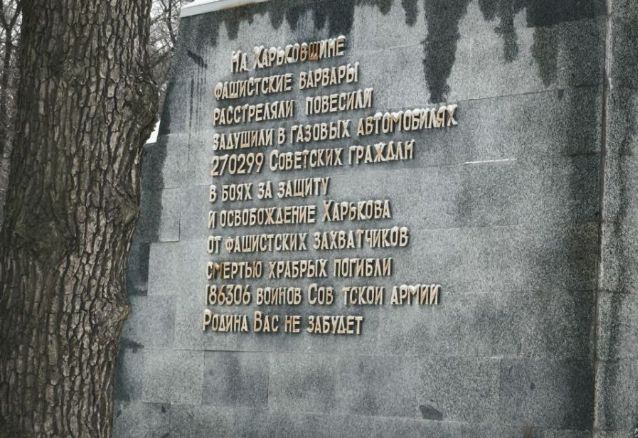 На Харьковщине
фашистские варвары
расстреляли повесили
задушили в газовых автомобилях
270299 Советских граждан
в боях за защиту
и освобождение Харькова
от фашистских захватчиков
смертью храбрых погибли
186306 воинов Сов тской армии
Родина Вас не забудет